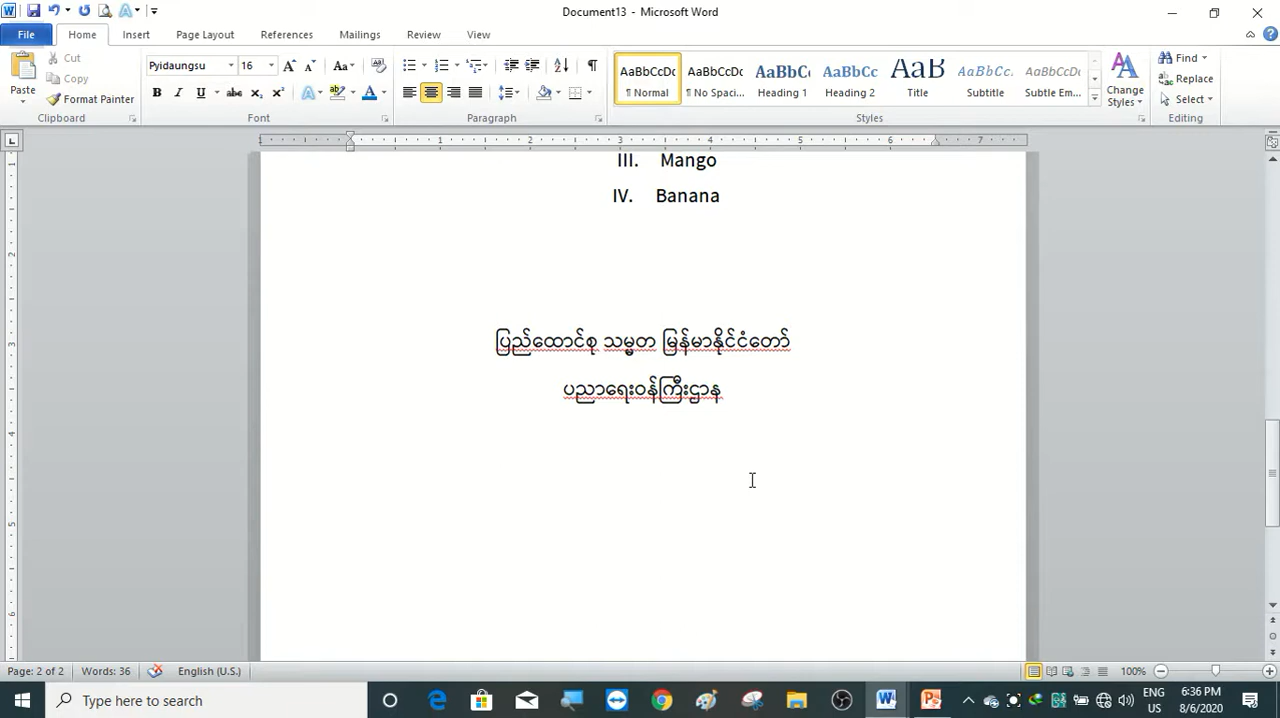 Document13 - Microsoft Word
File Home Insert Page Layout References Mailings Review View
Paste
Cut
Copy
Format Painter
Clipboard
Pyidaungsu 16
Font
Paragraph
AaBbCcDc AaBbCcDc AaBbCc AaBbCc AaB AaBbCc. AaBbCcDc
¶ Normal ¶ No Spaci... Heading 1 Heading 2 Title Subtitle Subtle Em...
Styles
Change Styles
Find
Replace
Select
Editing
III. Mango
IV. Banana
ပြည်ထောင်စု သမ္မတ မြန်မာနိုင်ငံတော်
ပညာရေးဝန်ကြီးဌာန
Page: 2 of 2 Words: 36 English (U.S.) 100%
Type here to search
ENG US
6:36 PM
8/6/2020